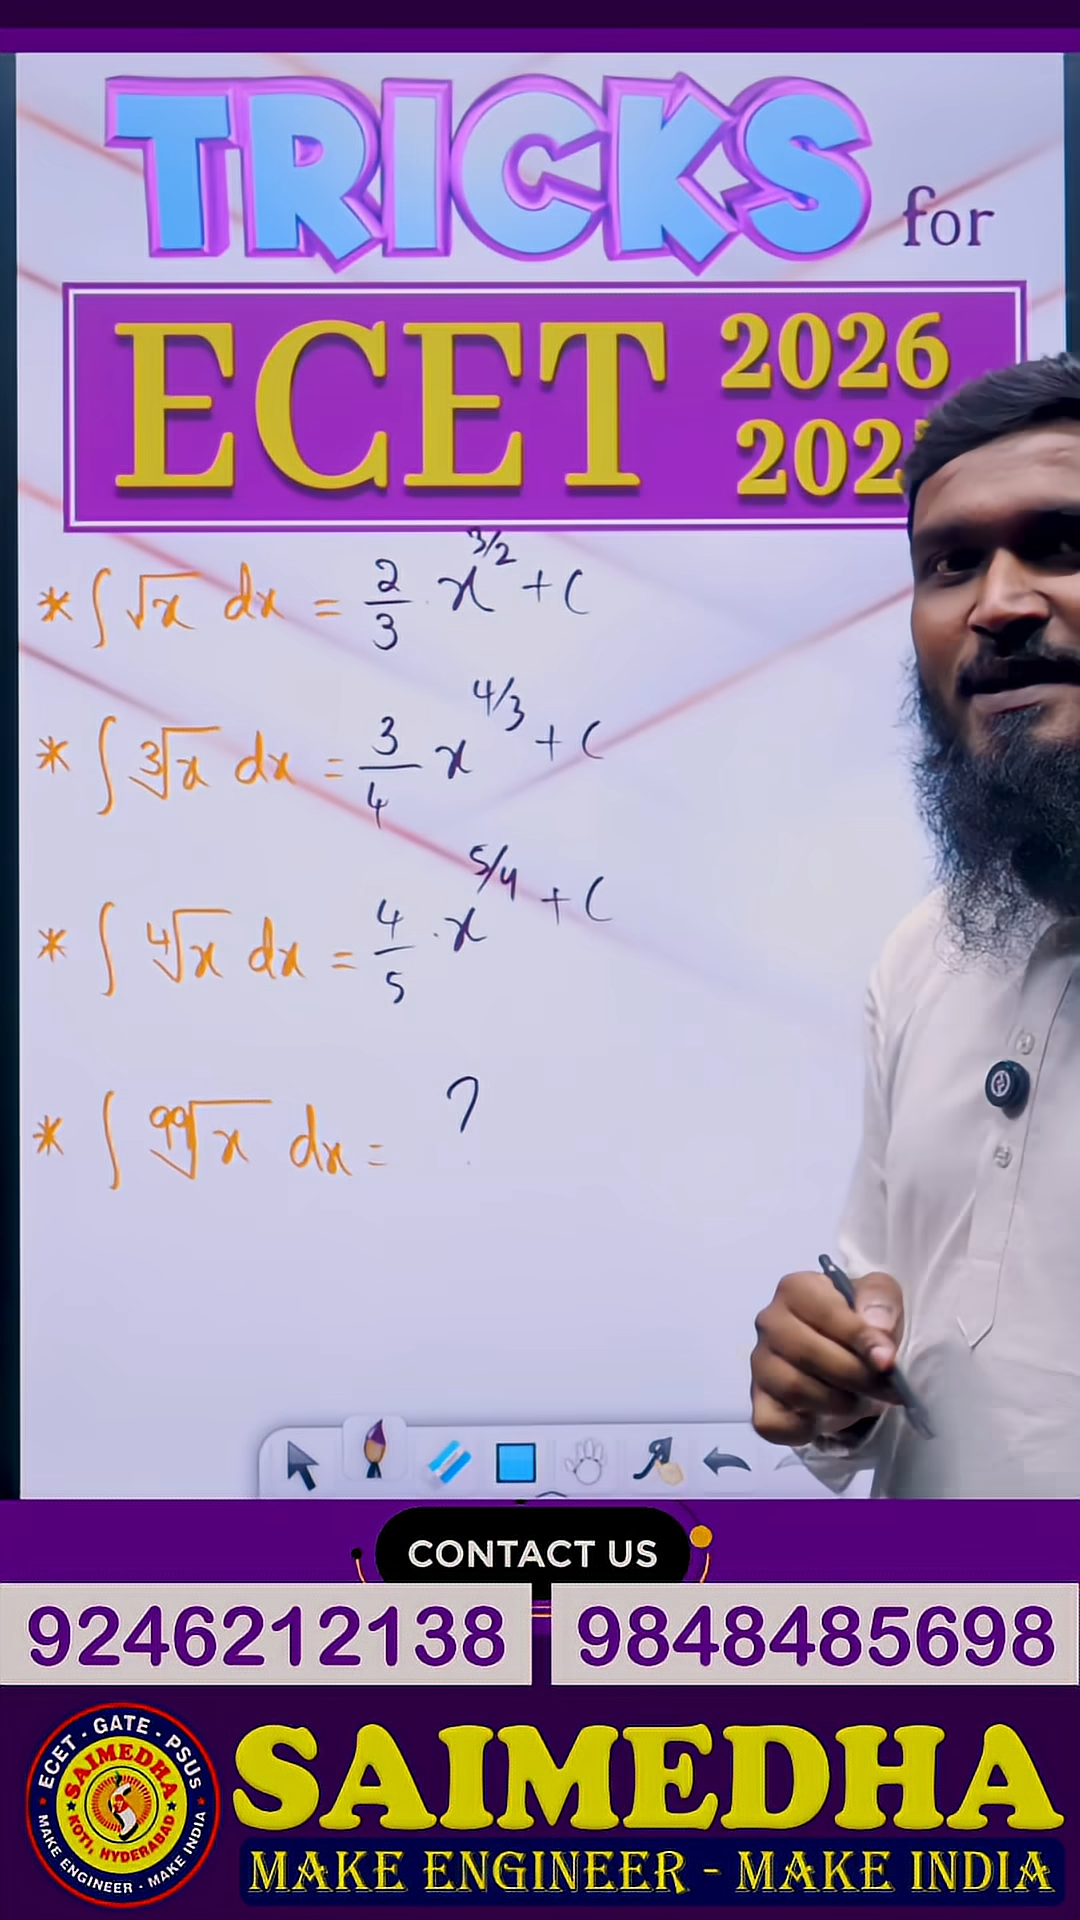 TRICKS for
ECET 2026
202
* ∫ √x dx = 2/3 . x^3/2 + C
* ∫ ∛x dx = 3/4 x^4/3 + C
* ∫ ∜x dx = 4/5 . x^5/4 + C
* ∫ ⁹⁹√x dx = ?
CONTACT US
9246212138 9848485698
ECET - GATE - PSUS
SAIMEDHA
KOTI, HYDERABAD
MAKE ENGINEER - MAKE INDIA
SAIMEDHA
MAKE ENGINEER - MAKE INDIA